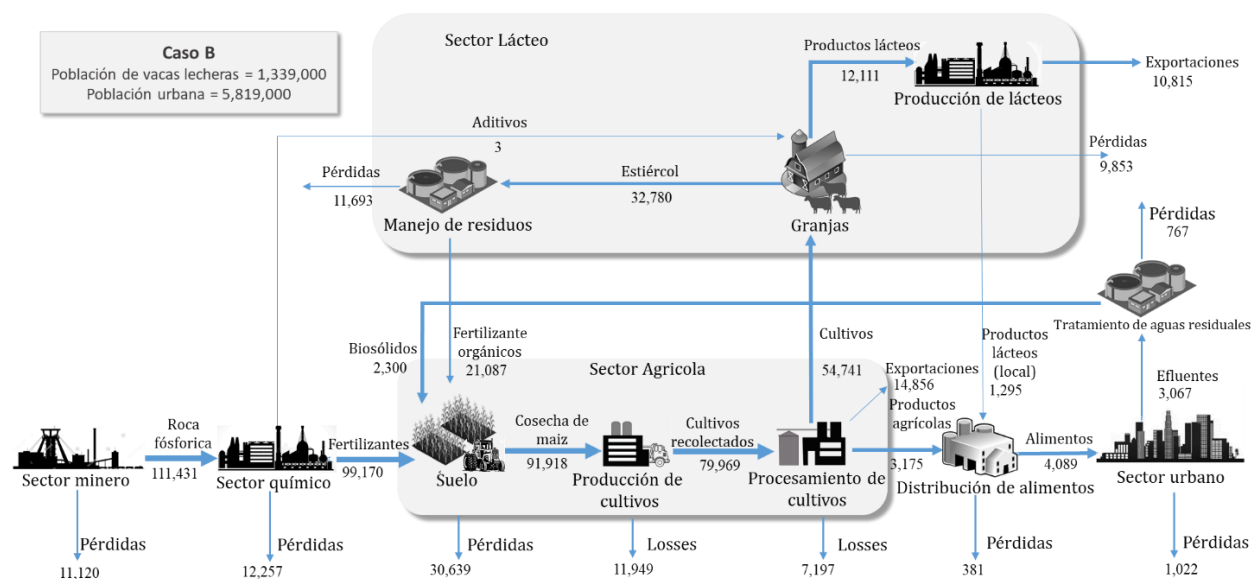 Caso B
Población de vacas lecheras = 1,339,000
Población urbana = 5,819,000
Sector Lácteo
Productos lácteos
12,111
Exportaciones
10,815
Producción de lácteos
Aditivos
3
Pérdidas
9,853
Pérdidas
11,693
Estiércol
32,780
Manejo de residuos
Granjas
Pérdidas
767
Tratamiento de aguas residuales
Biosólidos
2,300
Fertilizante
orgánicos
21,087
Sector Agricola
Cultivos
54,741
Exportaciones
14,856
Productos
lácteos
(local)
1,295
Efluentes
3,067
Roca
fósforica
111,431
Fertilizantes
99,170
Cosecha de
maiz
91,918
Cultivos
recolectados
79,969
Productos
agrícolas
3,175
Alimentos
4,089
Sector minero
Sector químico
Suelo
Producción de
cultivos
Procesamiento de
cultivos
Distribución de alimentos
Sector urbano
Pérdidas
11,120
Pérdidas
12,257
Pérdidas
30,639
Losses
11,949
Losses
7,197
Pérdidas
381
Pérdidas
1,022